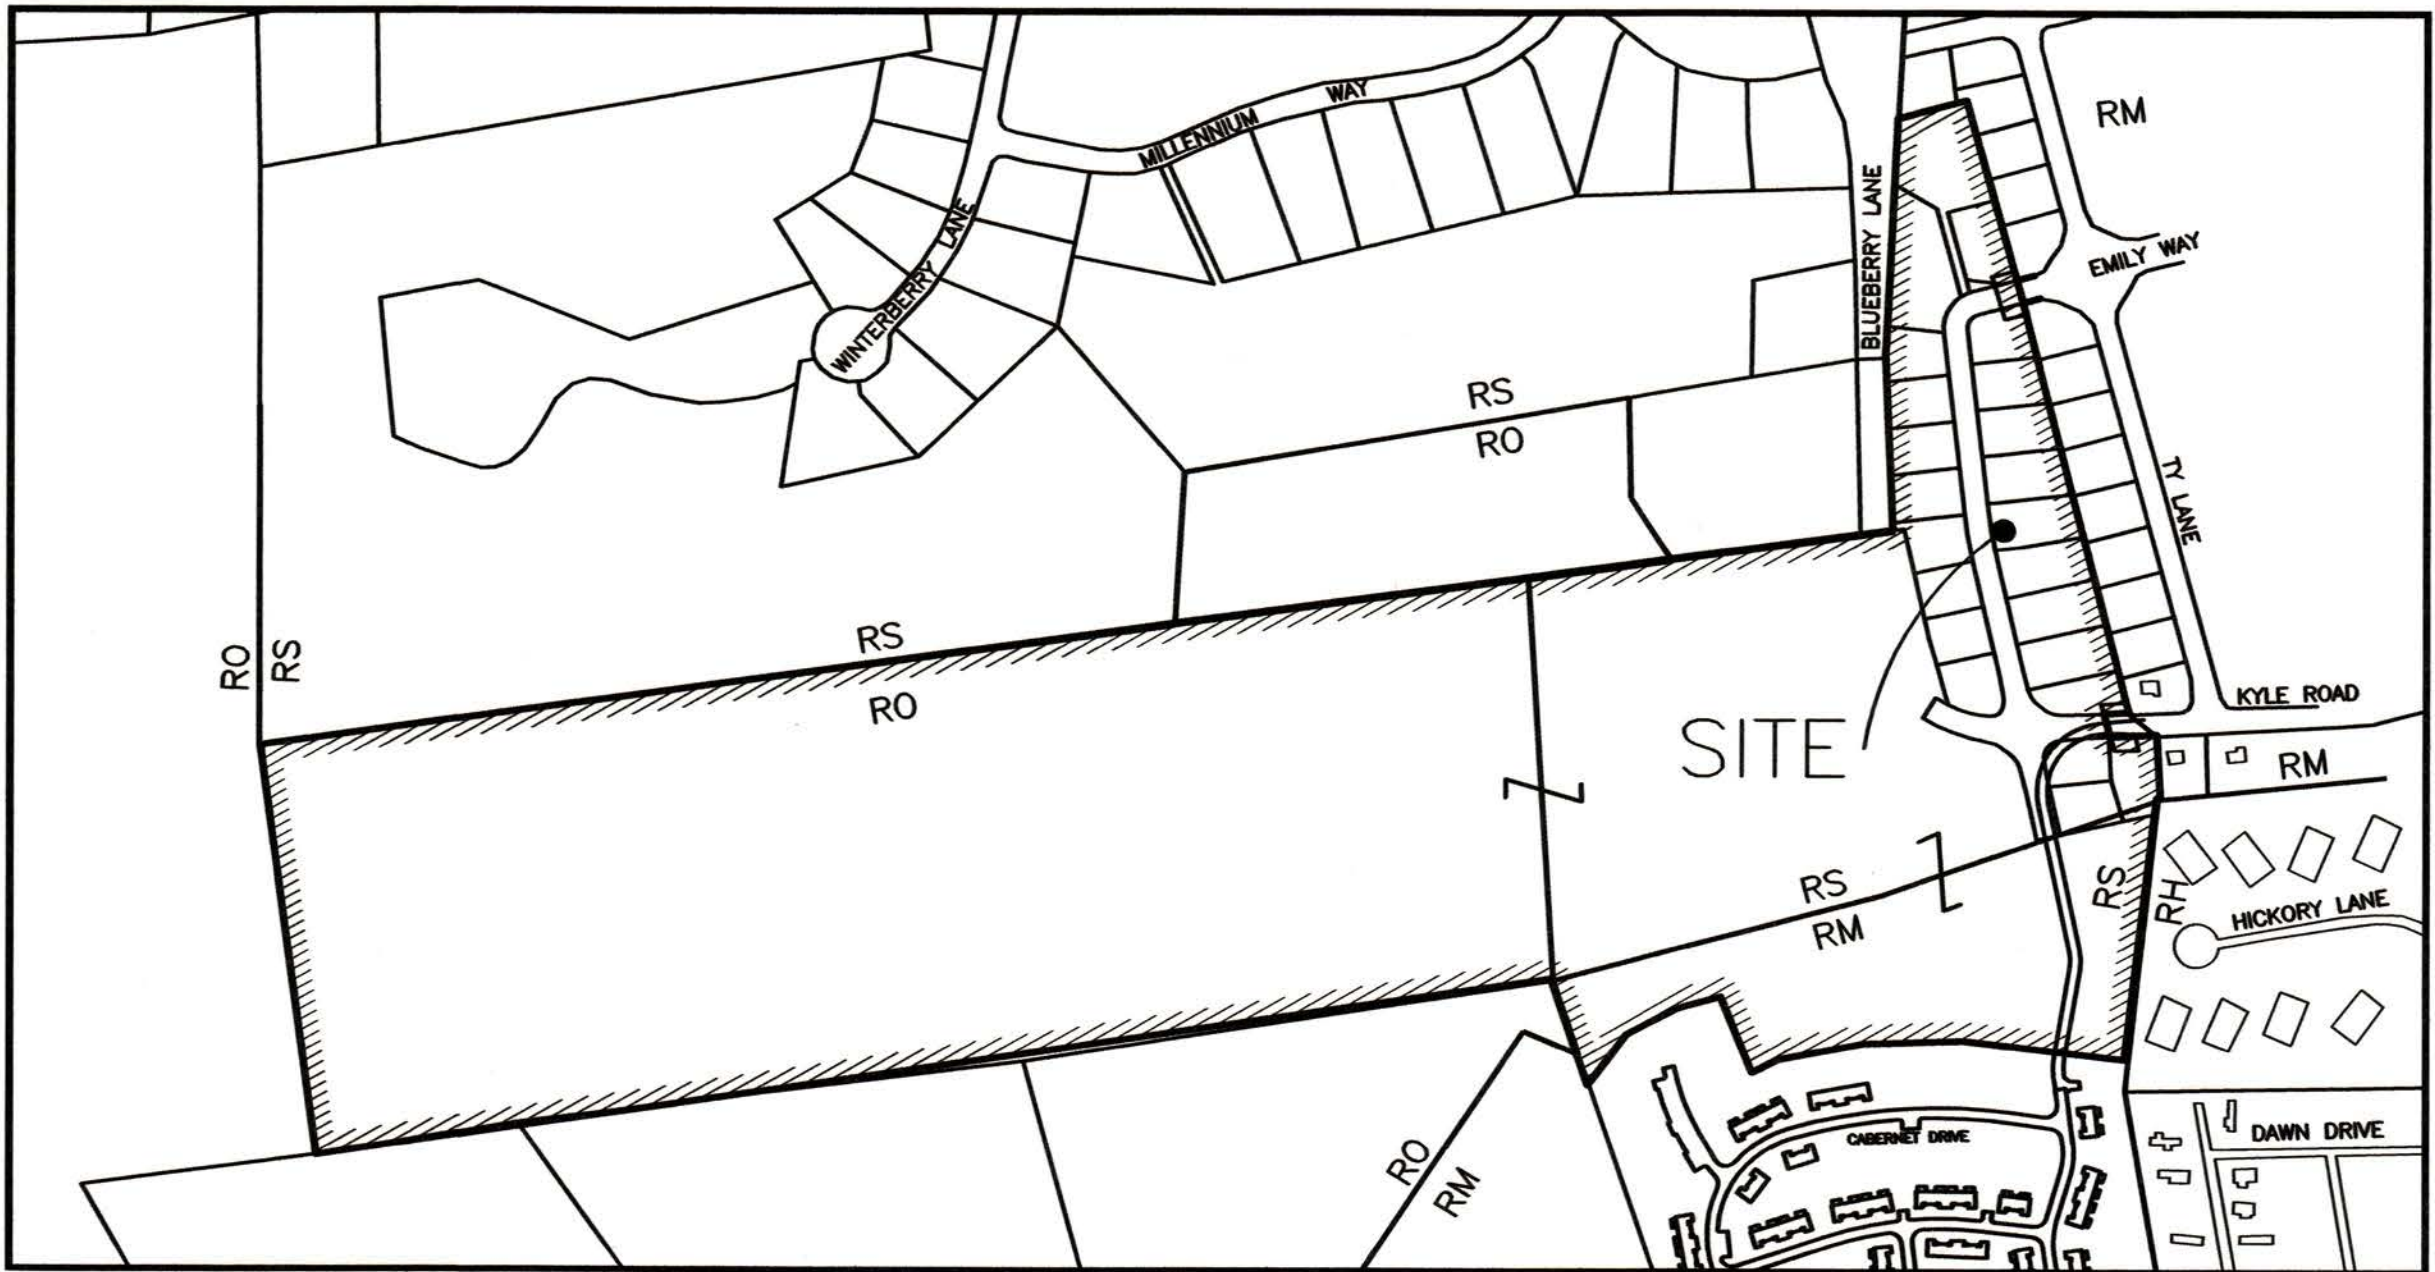 RM
MILLENNIUM WAY
WINTERBERRY LANE
BLUEBERRY LANE
EMILY WAY
RS
RO
TY LANE
RS
RO
RO
RS
SITE
KYLE ROAD
RM
RS
RM
RS
RH
HICKORY LANE
RO
RM
CABERNET DRIVE
DAWN DRIVE